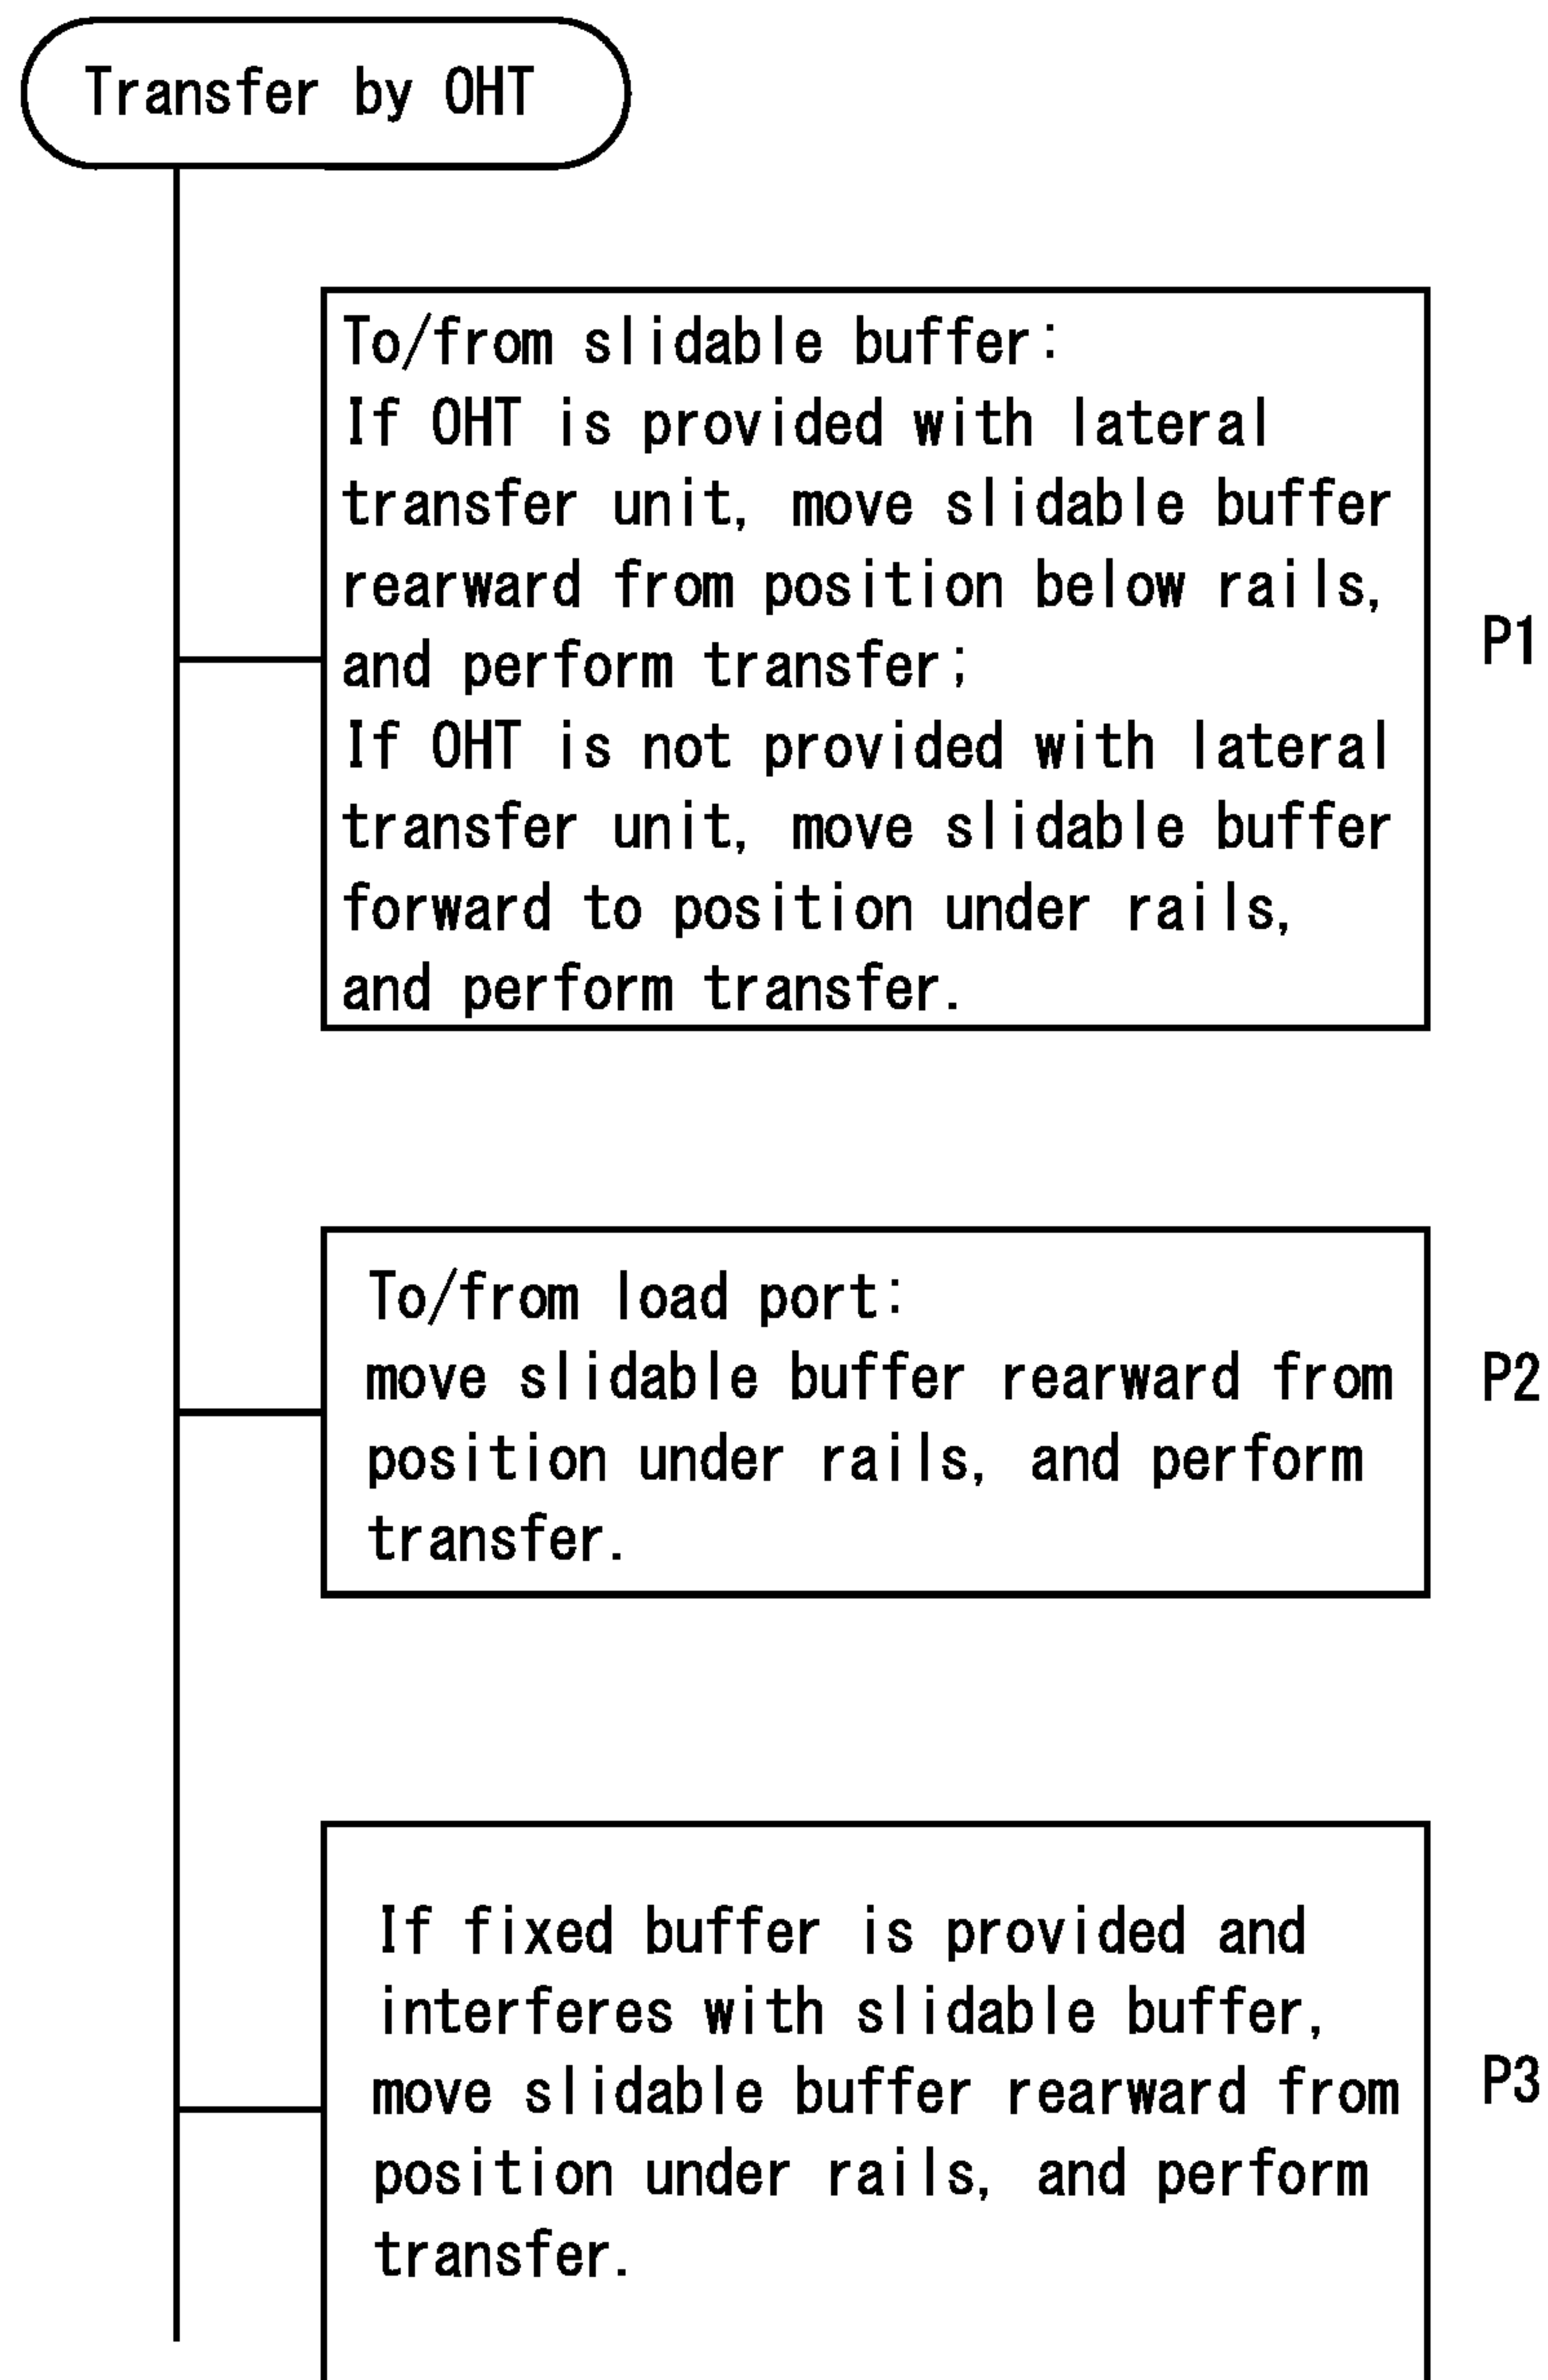 Transfer by OHT
To/from slidable buffer:
If OHT is provided with lateral
transfer unit, move slidable buffer
rearward from position below rails,
and perform transfer;
If OHT is not provided with lateral
transfer unit, move slidable buffer
forward to position under rails,
and perform transfer.
P1
To/from load port:
move slidable buffer rearward from
position under rails, and perform
transfer.
P2
If fixed buffer is provided and
interferes with slidable buffer,
move slidable buffer rearward from
position under rails, and perform
transfer.
P3